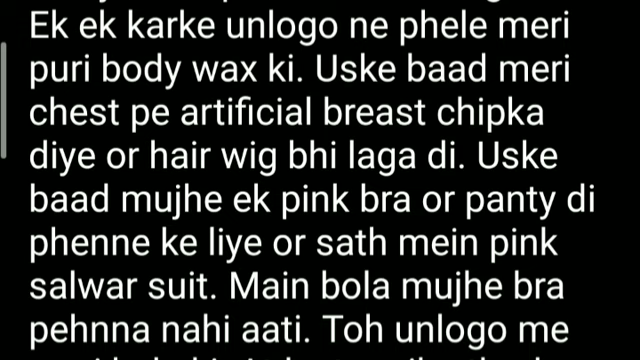 Ek ek karke unlogo ne phele meri
puri body wax ki. Uske baad meri
chest pe artificial breast chipka
diye or hair wig bhi laga di. Uske
baad mujhe ek pink bra or panty di
phenne ke liye or sath mein pink
salwar suit. Main bola mujhe bra
pehnna nahi aati. Toh unlogo me